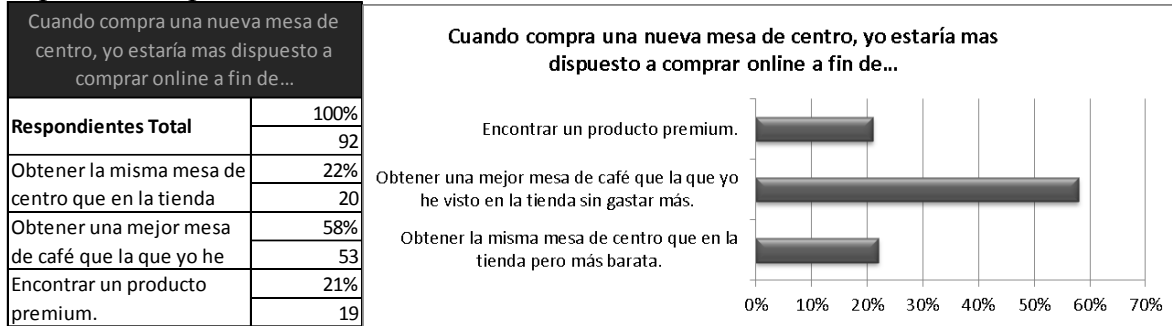 Cuando compra una nueva mesa de
centro, yo estaría mas dispuesto a
comprar online a fin de...
Respondientes Total
100%
92
Obtener la misma mesa de
centro que en la tienda
22%
20
Obtener una mejor mesa
de café que la que yo he
58%
53
Encontrar un producto
premium.
21%
19
Cuando compra una nueva mesa de centro, yo estaría mas
dispuesto a comprar online a fin de...
Encontrar un producto premium.
Obtener una mejor mesa de café que la que yo
he visto en la tienda sin gastar más.
Obtener la misma mesa de centro que en la
tienda pero más barata.
0% 10% 20% 30% 40% 50% 60% 70%